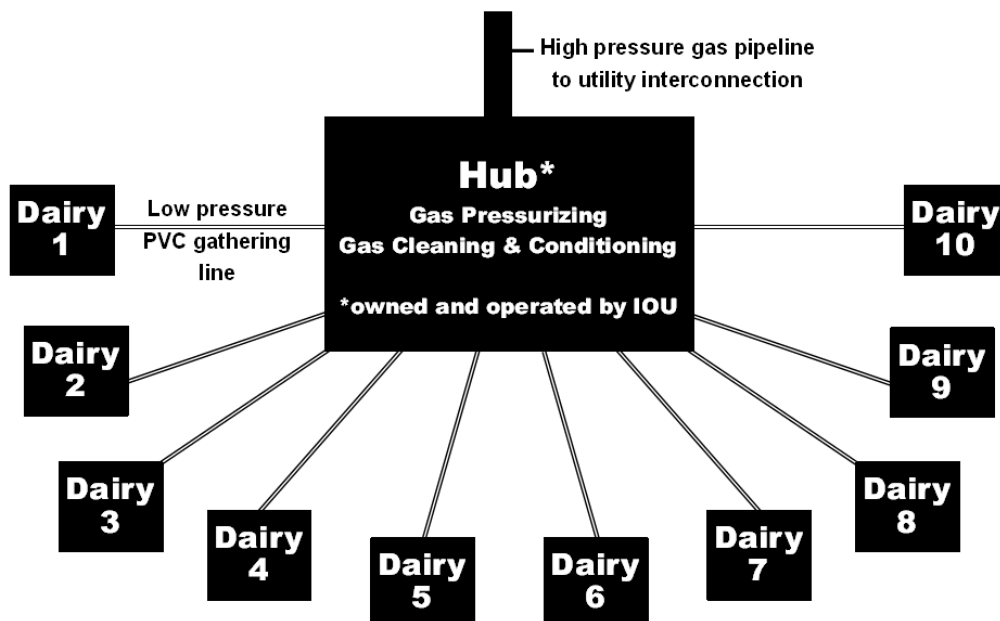 High pressure gas pipeline
to utility interconnection
Hub*
Gas Pressurizing
Gas Cleaning & Conditioning
*owned and operated by IOU
Dairy
1
Low pressure
PVC gathering
line
Dairy
10
Dairy
2
Dairy
9
Dairy
3
Dairy
8
Dairy
4
Dairy
7
Dairy
5
Dairy
6